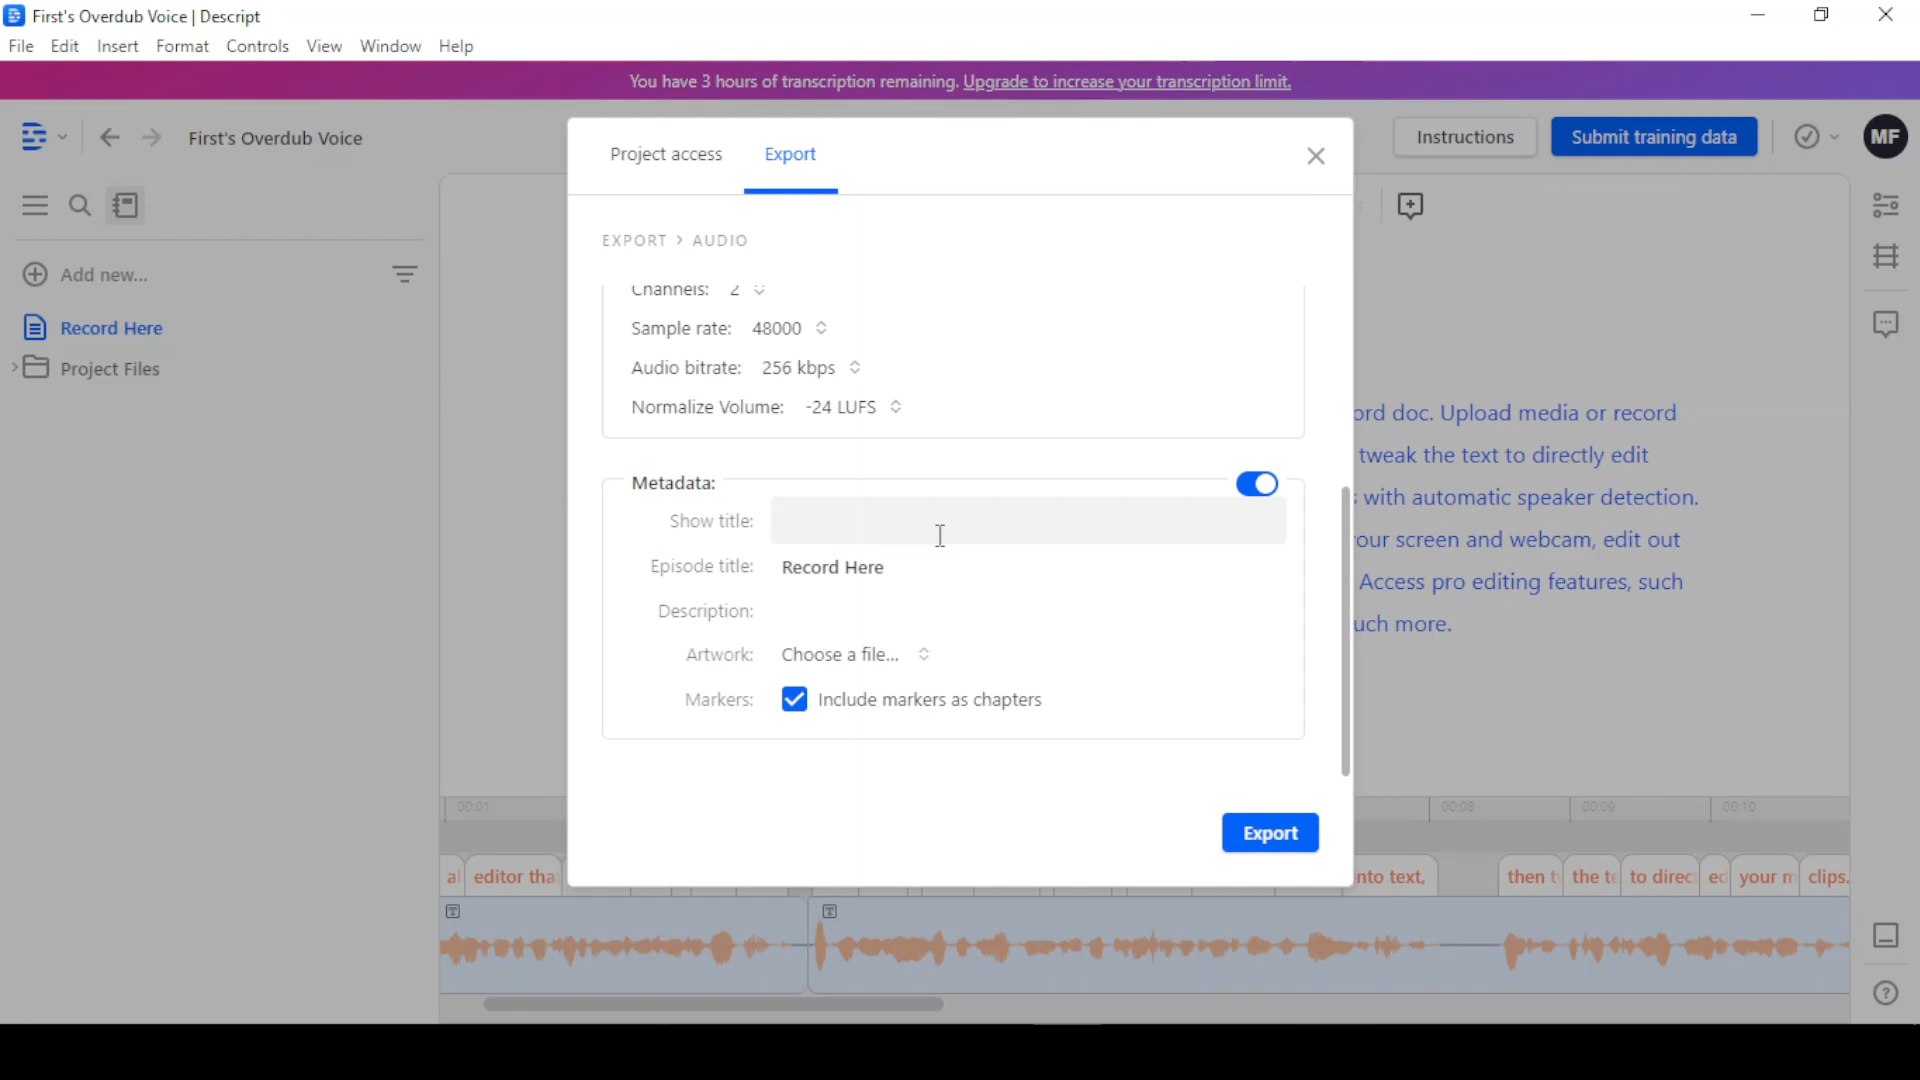 First's Overdub Voice | Descript
File Edit Insert Format Controls View Window Help
You have 3 hours of transcription remaining. Upgrade to increase your transcription limit.
First's Overdub Voice
Project access Export
Instructions
Submit training data
MF
EXPORT > AUDIO
Add new...
Record Here
Project Files
Channels: 2
Sample rate: 48000
Audio bitrate: 256 kbps
Normalize Volume: -24 LUFS
ord doc. Upload media or record
tweak the text to directly edit
with automatic speaker detection.
our screen and webcam, edit out
Access pro editing features, such
uch more.
Metadata:
Show title:
Episode title: Record Here
Description:
Artwork: Choose a file...
Markers: Include markers as chapters
Export
00:01 00:08 00:09 00:10
al editor tha nto text, then t the te to direc ed your m clips.